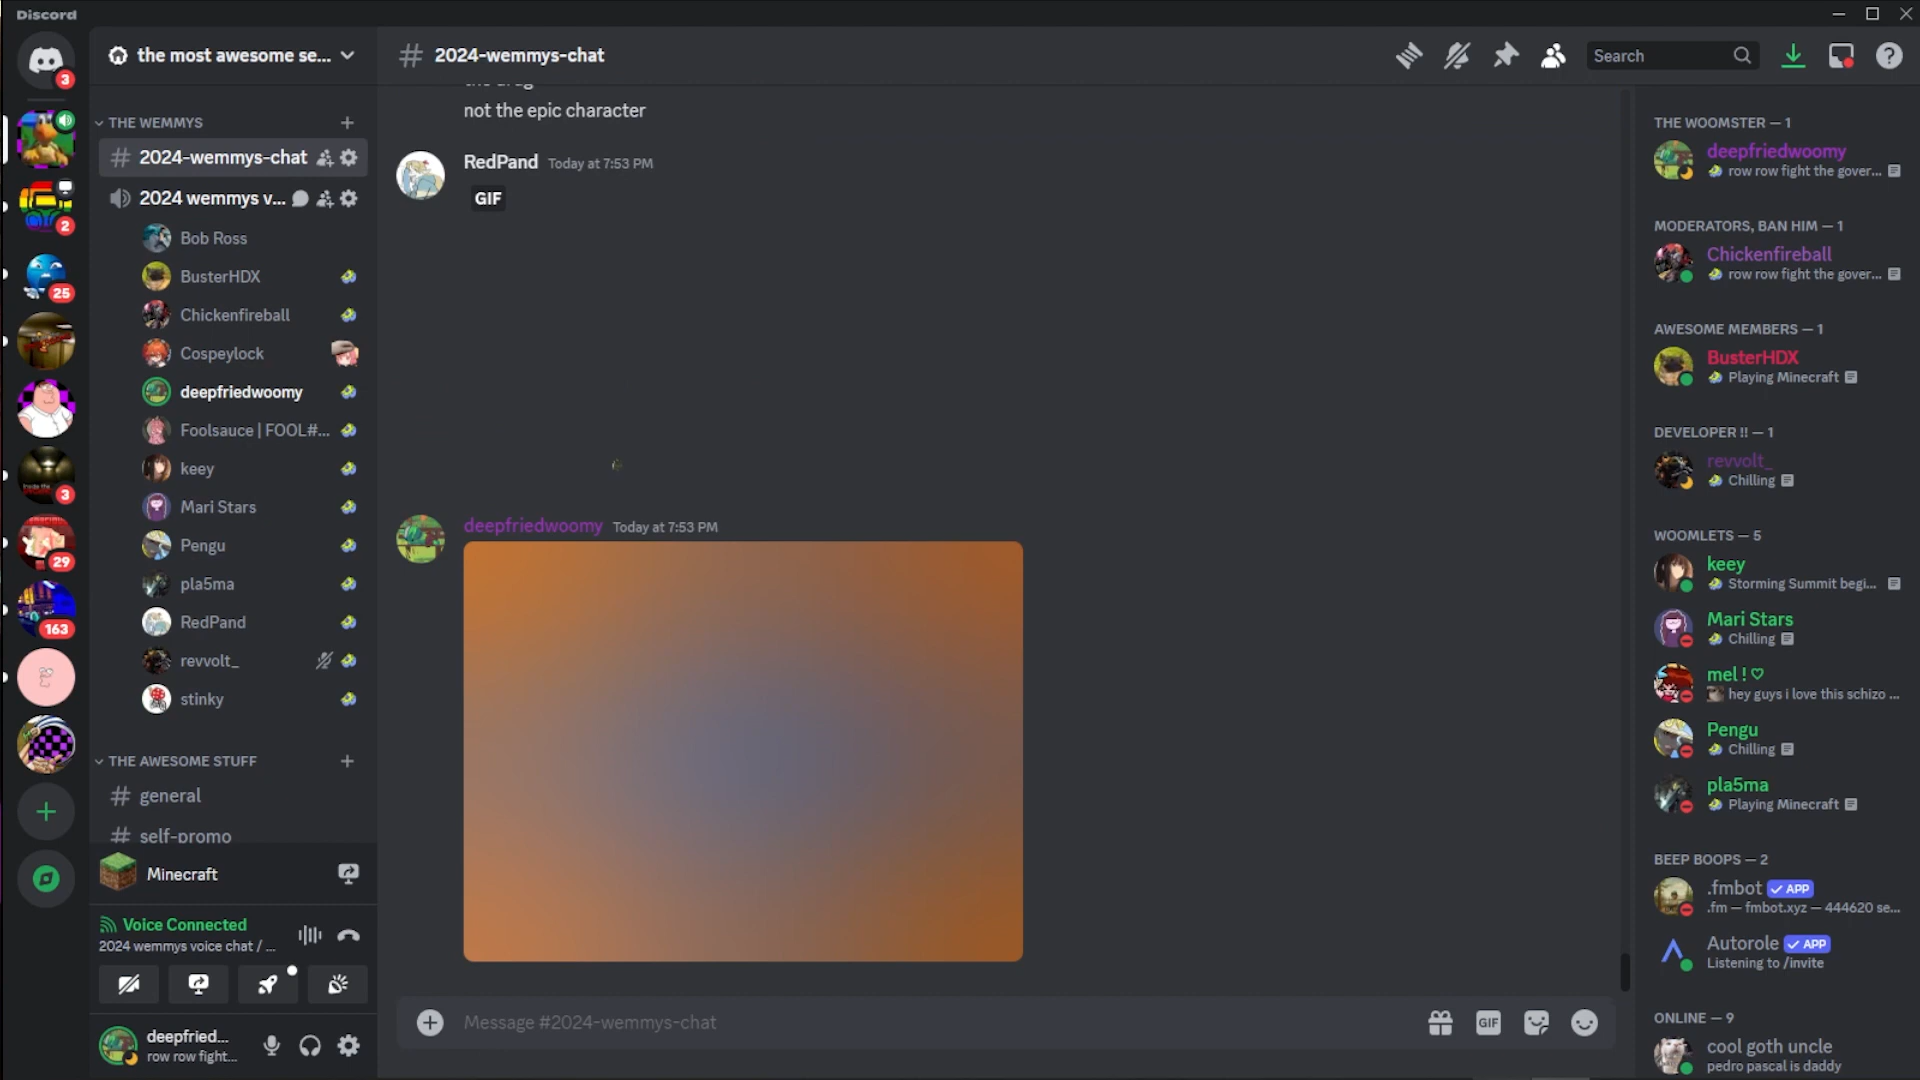 Discord
the most awesome se...
2024-wemmys-chat
Search
3
2
25
3
29
163
THE WEMMYS
2024-wemmys-chat
2024 wemmys v...
Bob Ross
BusterHDX
Chickenfireball
Cospeylock
deepfriedwoomy
Foolsauce | FOOL#...
keey
Mari Stars
Pengu
pla5ma
RedPand
revvolt_
stinky
THE AWESOME STUFF
general
self-promo
Minecraft
Voice Connected
2024 wemmys voice chat / ...
deepfried...
row row fight...
not the epic character
RedPand Today at 7:53 PM
GIF
deepfriedwoomy Today at 7:53 PM
Message #2024-wemmys-chat
GIF
THE WOOMSTER — 1
deepfriedwoomy
row row fight the gover...
MODERATORS, BAN HIM — 1
Chickenfireball
row row fight the gover...
AWESOME MEMBERS — 1
BusterHDX
Playing Minecraft
DEVELOPER !! — 1
revvolt_
Chilling
WOOMLETS — 5
keey
Storming Summit begi...
Mari Stars
Chilling
mel ! ♡
hey guys i love this schizo ...
Pengu
Chilling
pla5ma
Playing Minecraft
BEEP BOOPS — 2
.fmbot ✓ APP
.fm — fmbot.xyz — 444620 se...
Autorole ✓ APP
Listening to /invite
ONLINE — 9
cool goth uncle
pedro pascal is daddy